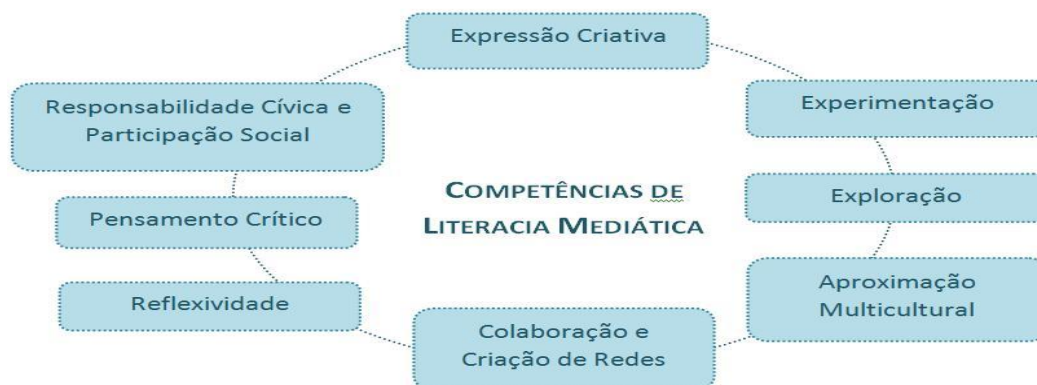 Expressão Criativa
Experimentação
Exploração
Aproximação
Multicultural
Colaboração e
Criação de Redes
Reflexividade
Pensamento Crítico
Responsabilidade Cívica e
Participação Social
COMPETÊNCIAS DE
LITERACIA MEDIÁTICA